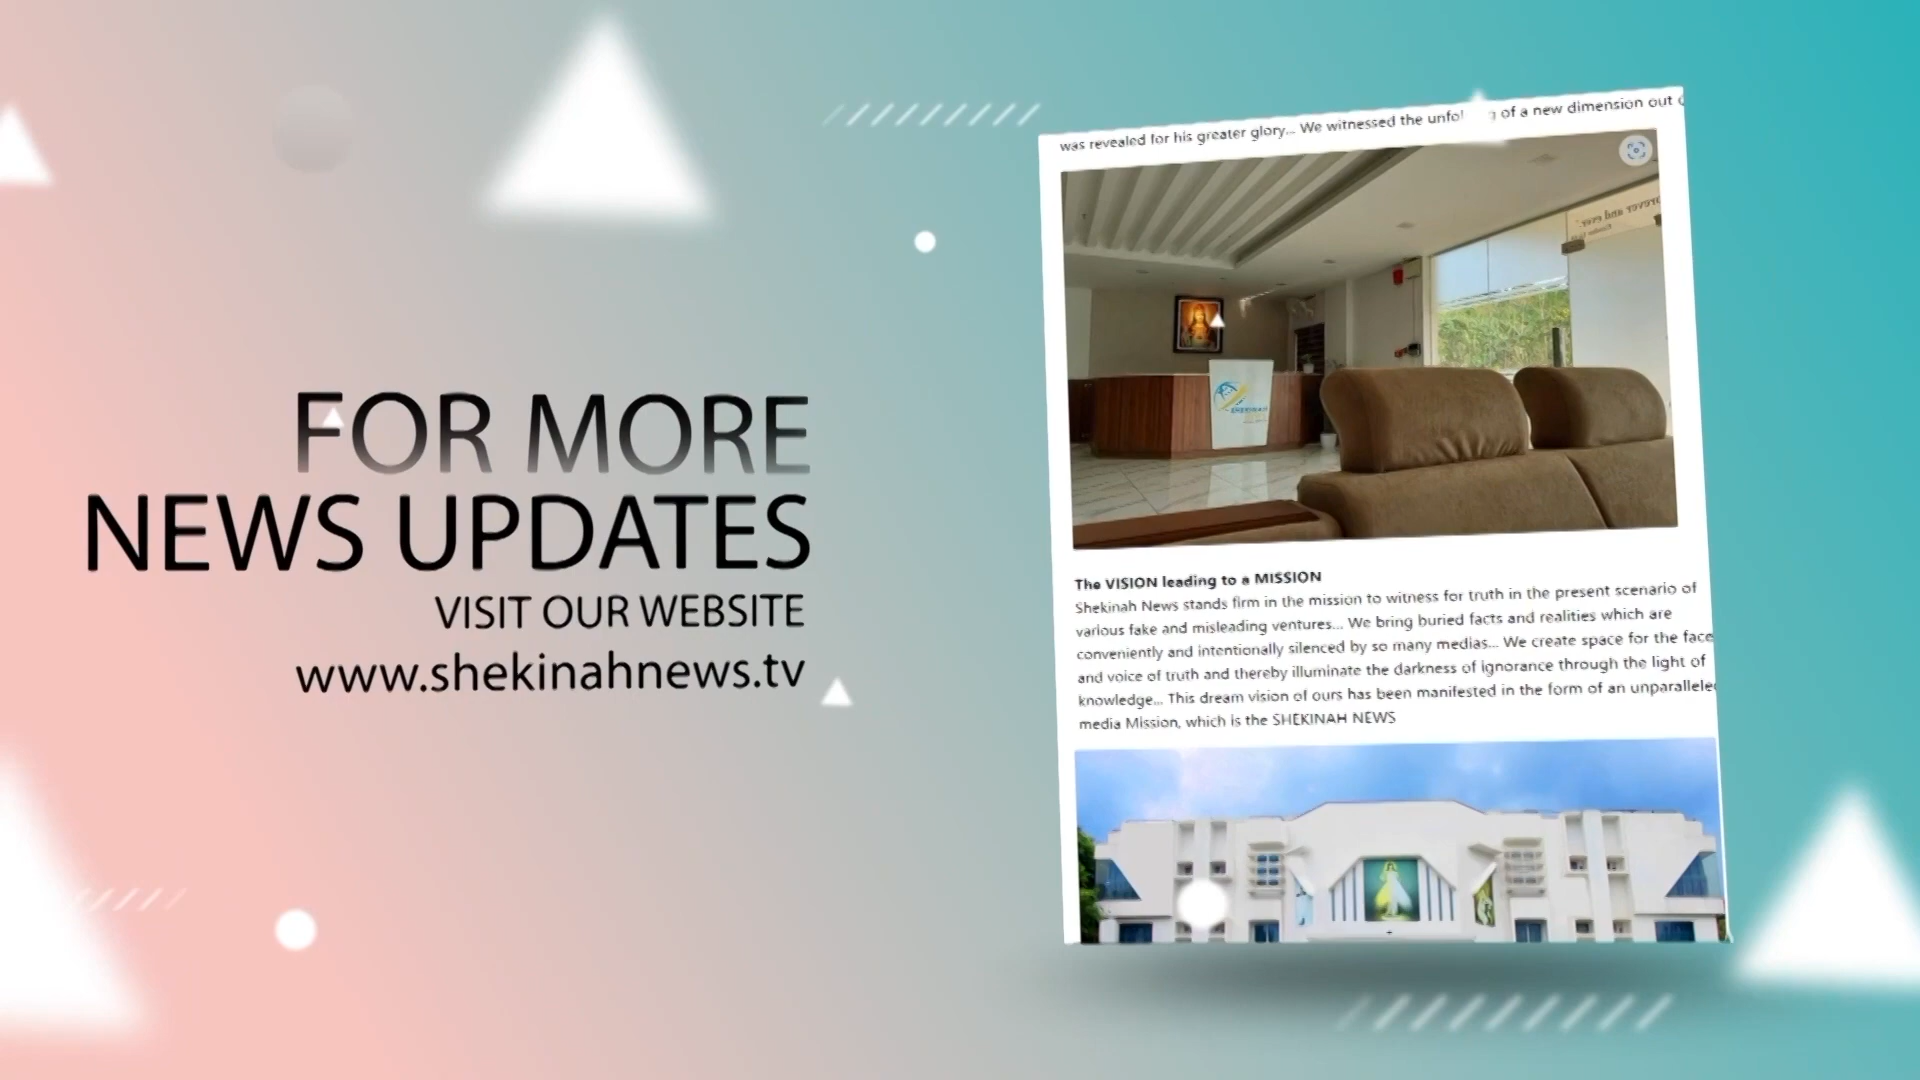 FOR MORE
NEWS UPDATES
VISIT OUR WEBSITE
www.shekinahnews.tv
was revealed for his greater glory... We witnessed the of a new dimension out
SHEKINAH
The VISION leading to a MISSION
Shekinah News stands firm in the mission to witness for truth in the present scenario of
various fake and misleading ventures... We bring buried facts and realities which are
conveniently and intentionally silenced by so many medias... We create space for the face
and voice of truth and thereby illuminate the darkness of ignorance through the light of
knowledge... This dream vision of ours has been manifested in the form of an
media Mission, which is the SHEKINAH NEWS